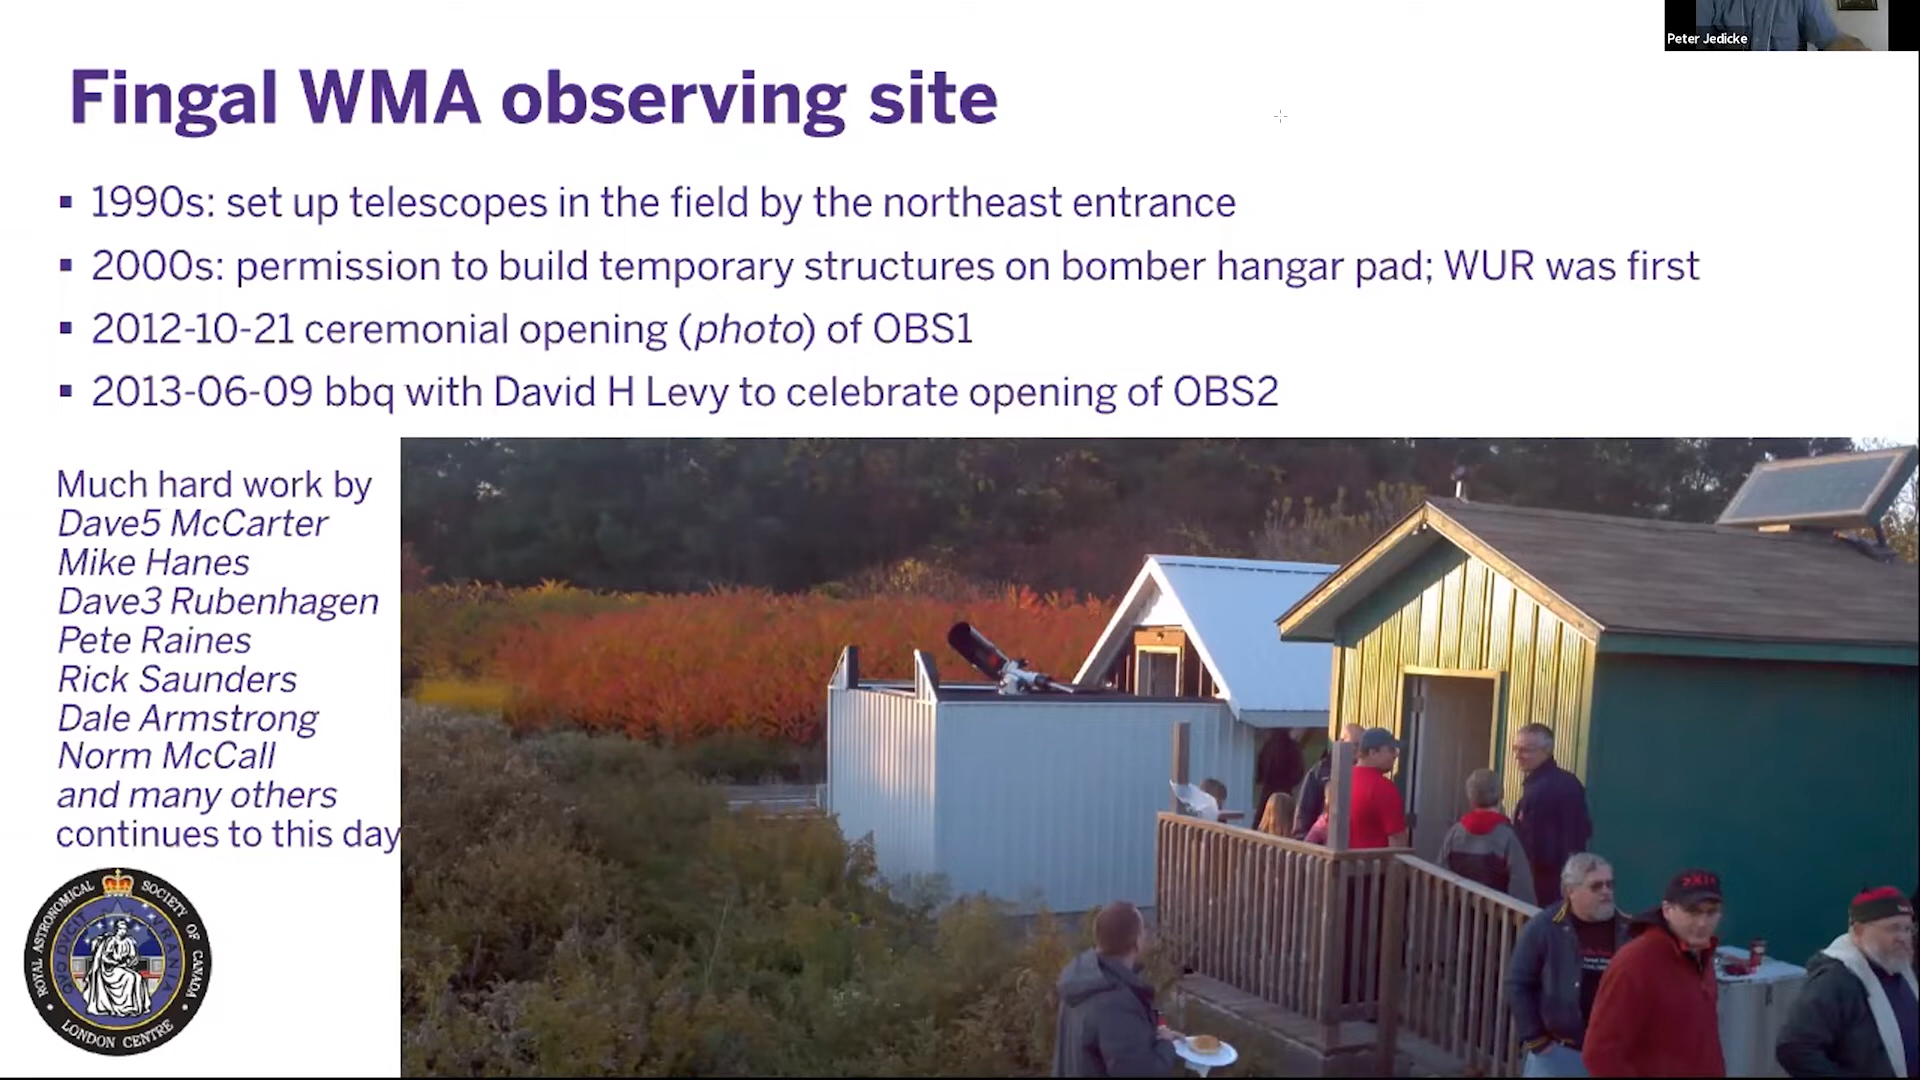 Peter Jedicke
Fingal WMA observing site
▪ 1990s: set up telescopes in the field by the northeast entrance
▪ 2000s: permission to build temporary structures on bomber hangar pad; WUR was first
▪ 2012-10-21 ceremonial opening (photo) of OBS1
▪ 2013-06-09 bbq with David H Levy to celebrate opening of OBS2
Much hard work by
Dave5 McCarter
Mike Hanes
Dave3 Rubenhagen
Pete Raines
Rick Saunders
Dale Armstrong
Norm McCall
and many others
continues to this day
ROYAL ASTRONOMICAL SOCIETY OF CANADA
QUO DVCIT VRANIA
LONDON CENTRE